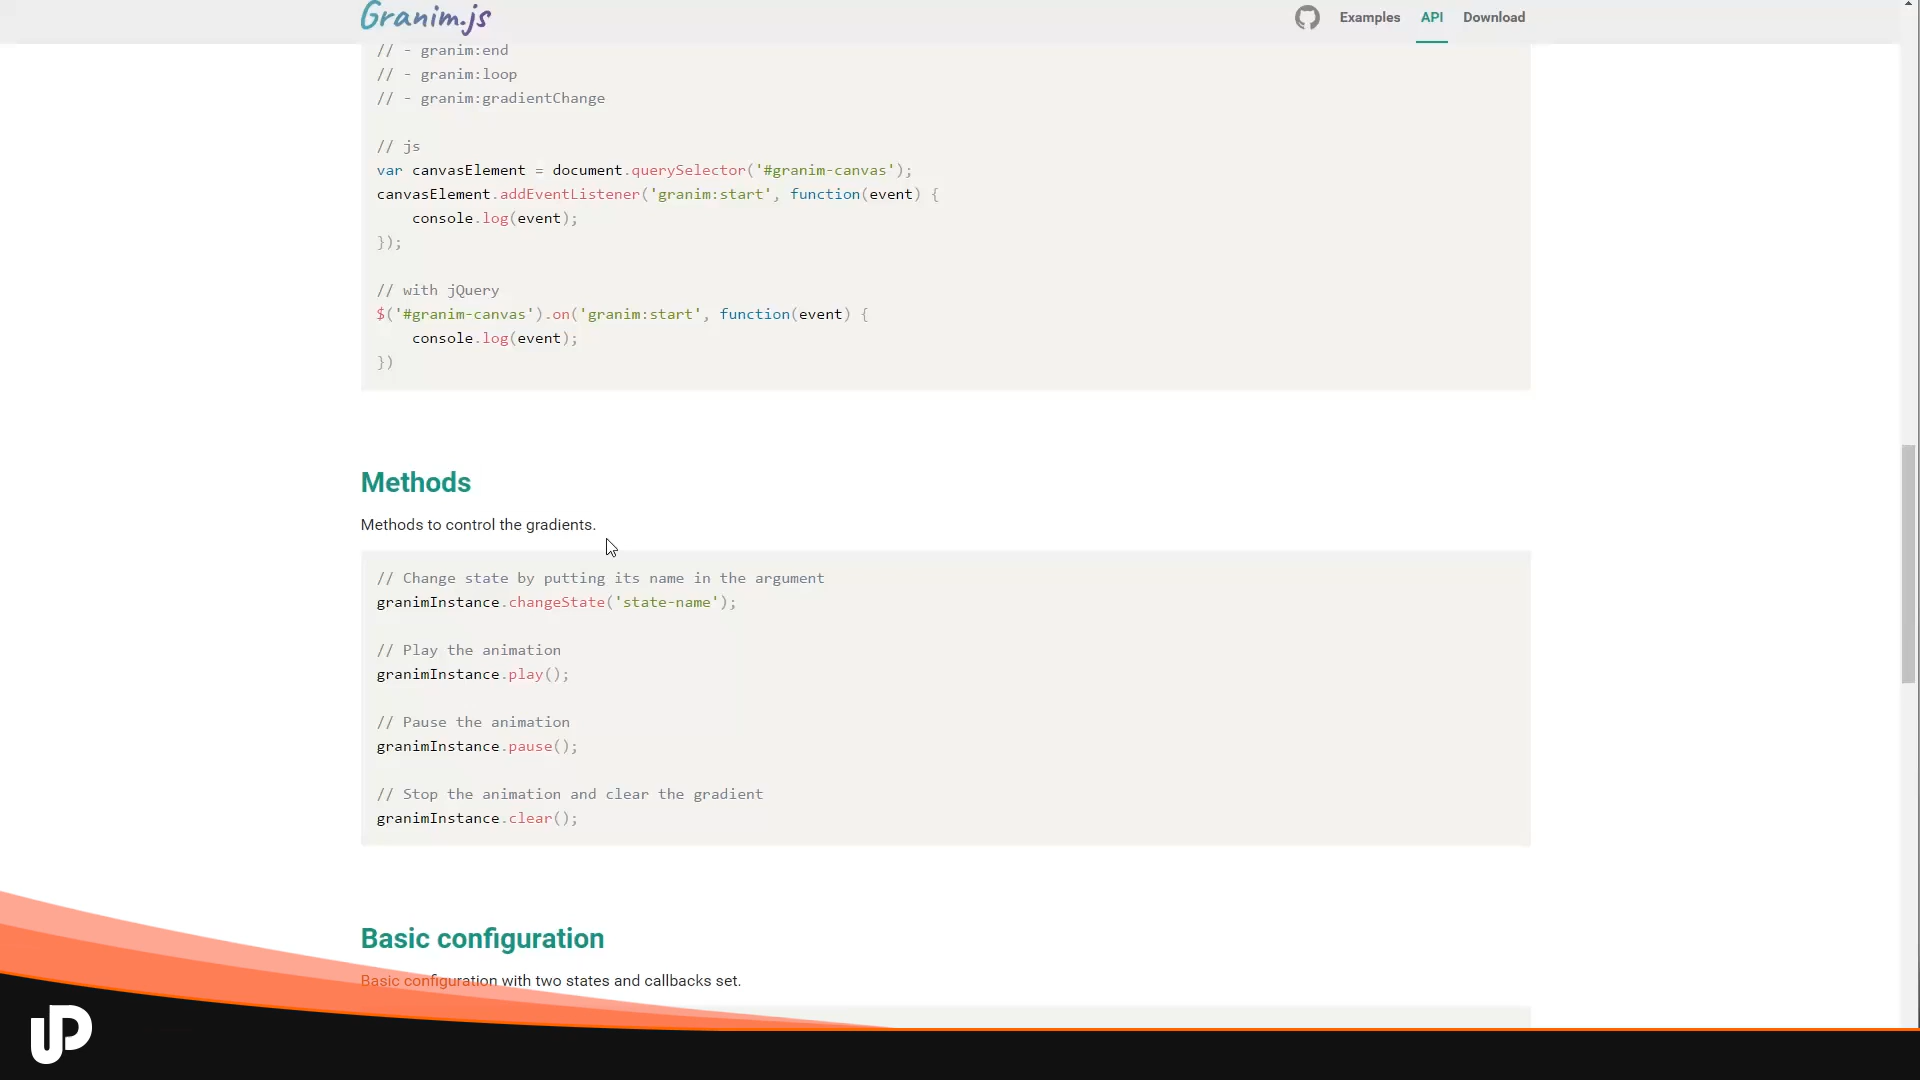 Granim.js
Examples
API
Download
// - granim:end
// - granim:loop
// - granim:gradientChange
// js
var canvasElement = document.querySelector('#granim-canvas');
canvasElement.addEventListener('granim:start', function(event) {
    console.log(event);
});
// with jQuery
$('#granim-canvas').on('granim:start', function(event) {
    console.log(event);
})
Methods
Methods to control the gradients.
// Change state by putting its name in the argument
granimInstance.changeState('state-name');
// Play the animation
granimInstance.play();
// Pause the animation
granimInstance.pause();
// Stop the animation and clear the gradient
granimInstance.clear();
Basic configuration
Basic configuration with two states and callbacks set.
UP